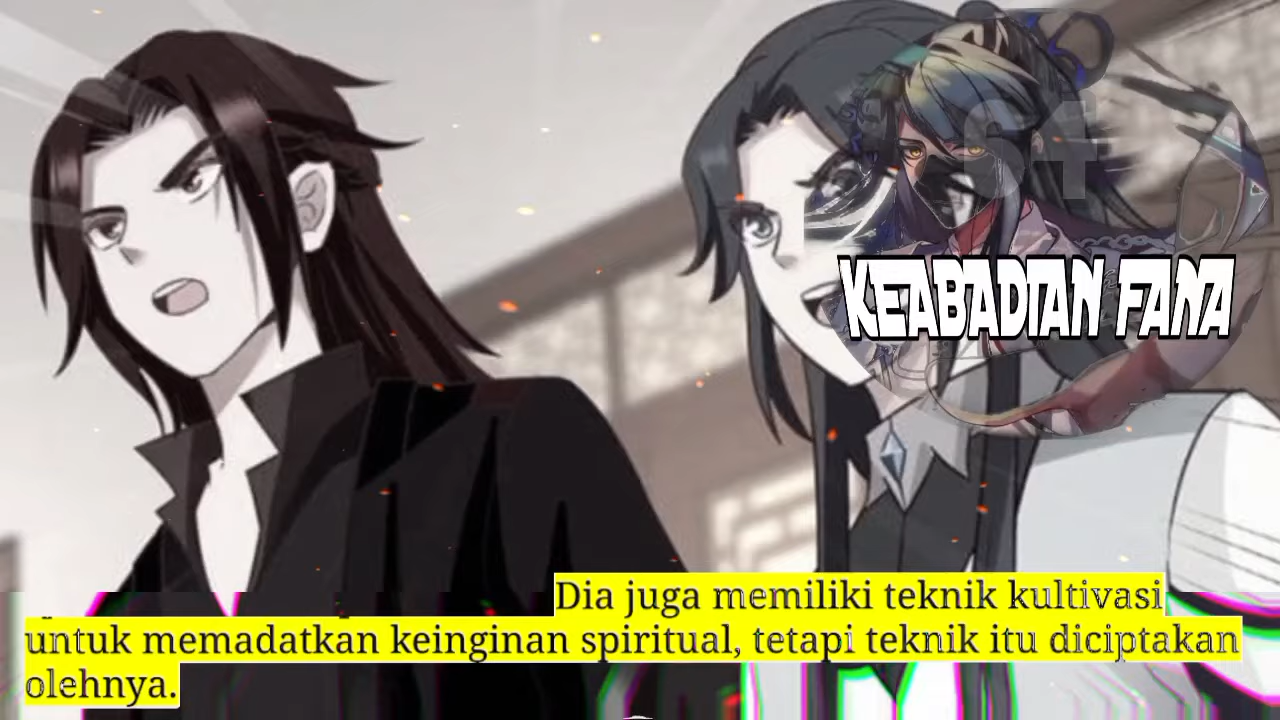 KEABADIAN FANA
Dia juga memiliki teknik kultivasi
untuk memadatkan keinginan spiritual, tetapi teknik itu diciptakan
olehnya.